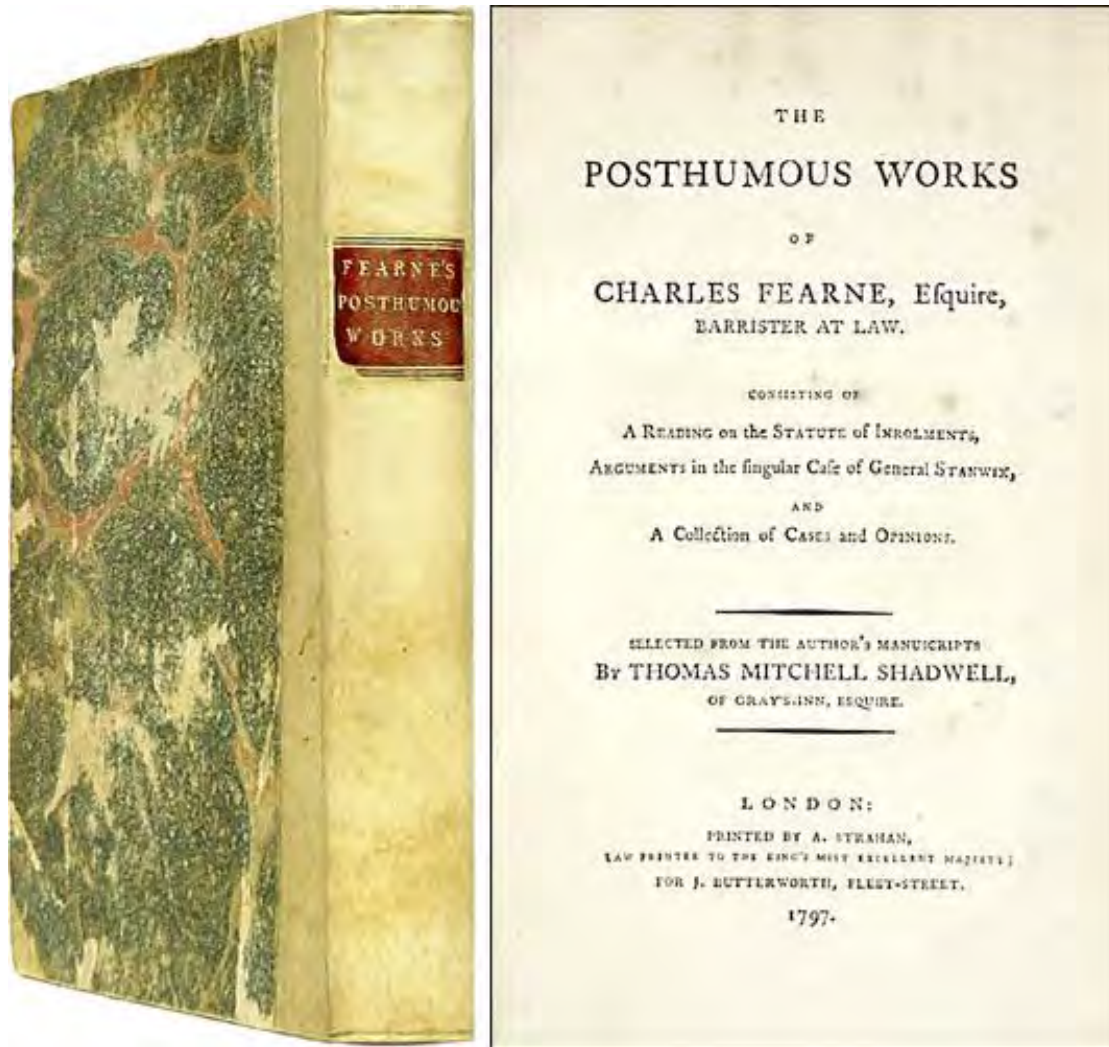 FEARNE'S
POSTHUMOU
WORKS
THE
POSTHUMOUS WORKS
OF
CHARLES FEARNE, Eſquire,
BARRISTER AT LAW.
CONSISTING OF
A READING on the STATUTE of INROLMENTS,
ARGUMENTS in the ſingular Caſe of General STANWIX,
AND
A Collection of CASES and OPINIONS.
SELECTED FROM THE AUTHOR'S MANUSCRIPTS
BY THOMAS MITCHELL SHADWELL,
OF GRAY'S-INN, ESQUIRE.
LONDON:
PRINTED BY A. STRAHAN,
LAW PRINTER TO THE KING'S MOST EXCELLENT MAJESTY;
FOR J. BUTTERWORTH, FLEET-STREET.
1797.